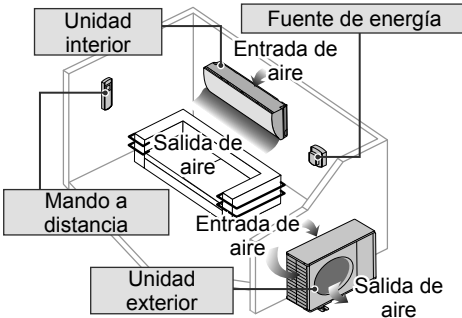 Unidad
interior
Fuente de energía
Entrada de
aire
Salida de
aire
Mando a
distancia
Entrada de
aire
Unidad
exterior
Salida de
aire